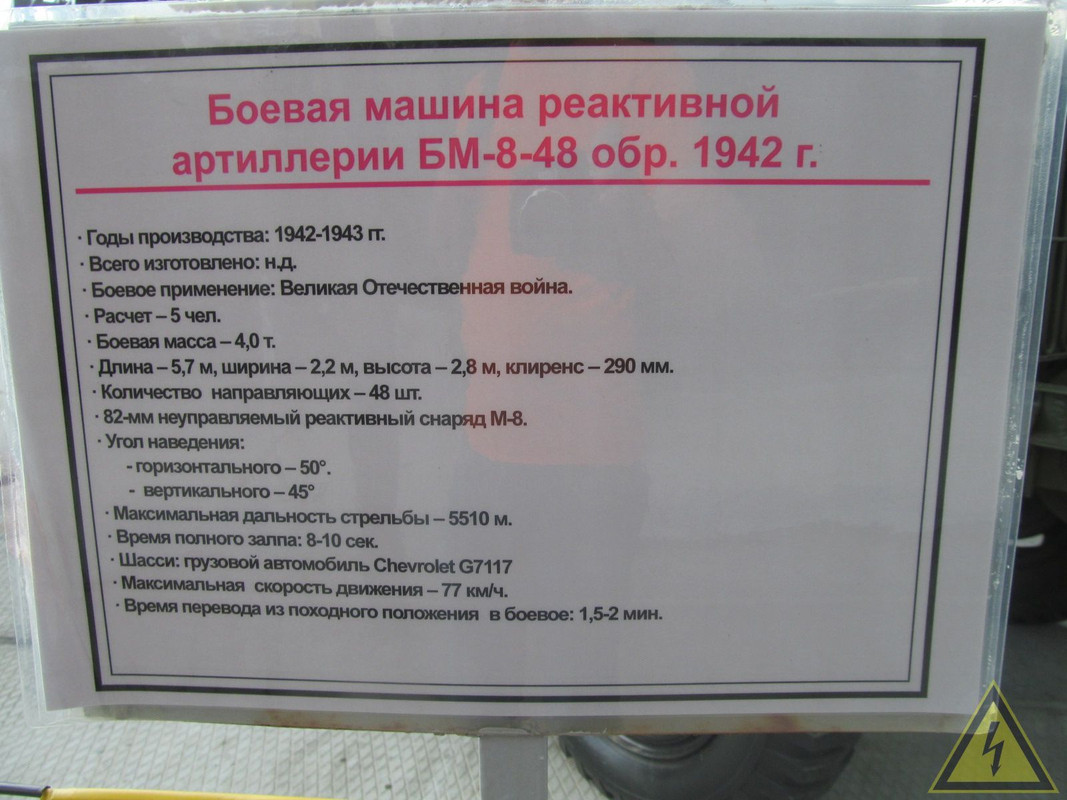 Боевая машина реактивной
артиллерии БМ-8-48 обр. 1942 г.
· Годы производства: 1942-1943 гг.
· Всего изготовлено: н.д.
· Боевое применение: Великая Отечественная война.
· Расчет – 5 чел.
· Боевая масса – 4,0 т.
· Длина – 5,7 м, ширина – 2,2 м, высота – 2,8 м, клиренс – 290 мм.
· Количество направляющих – 48 шт.
· 82-мм неуправляемый реактивный снаряд М-8.
· Угол наведения:
- горизонтального – 50°.
- вертикального – 45°
· Максимальная дальность стрельбы – 5510 м.
· Время полного залпа: 8-10 сек.
· Шасси: грузовой автомобиль Chevrolet G7117
· Максимальная скорость движения – 77 км/ч.
· Время перевода из походного положения в боевое: 1,5-2 мин.